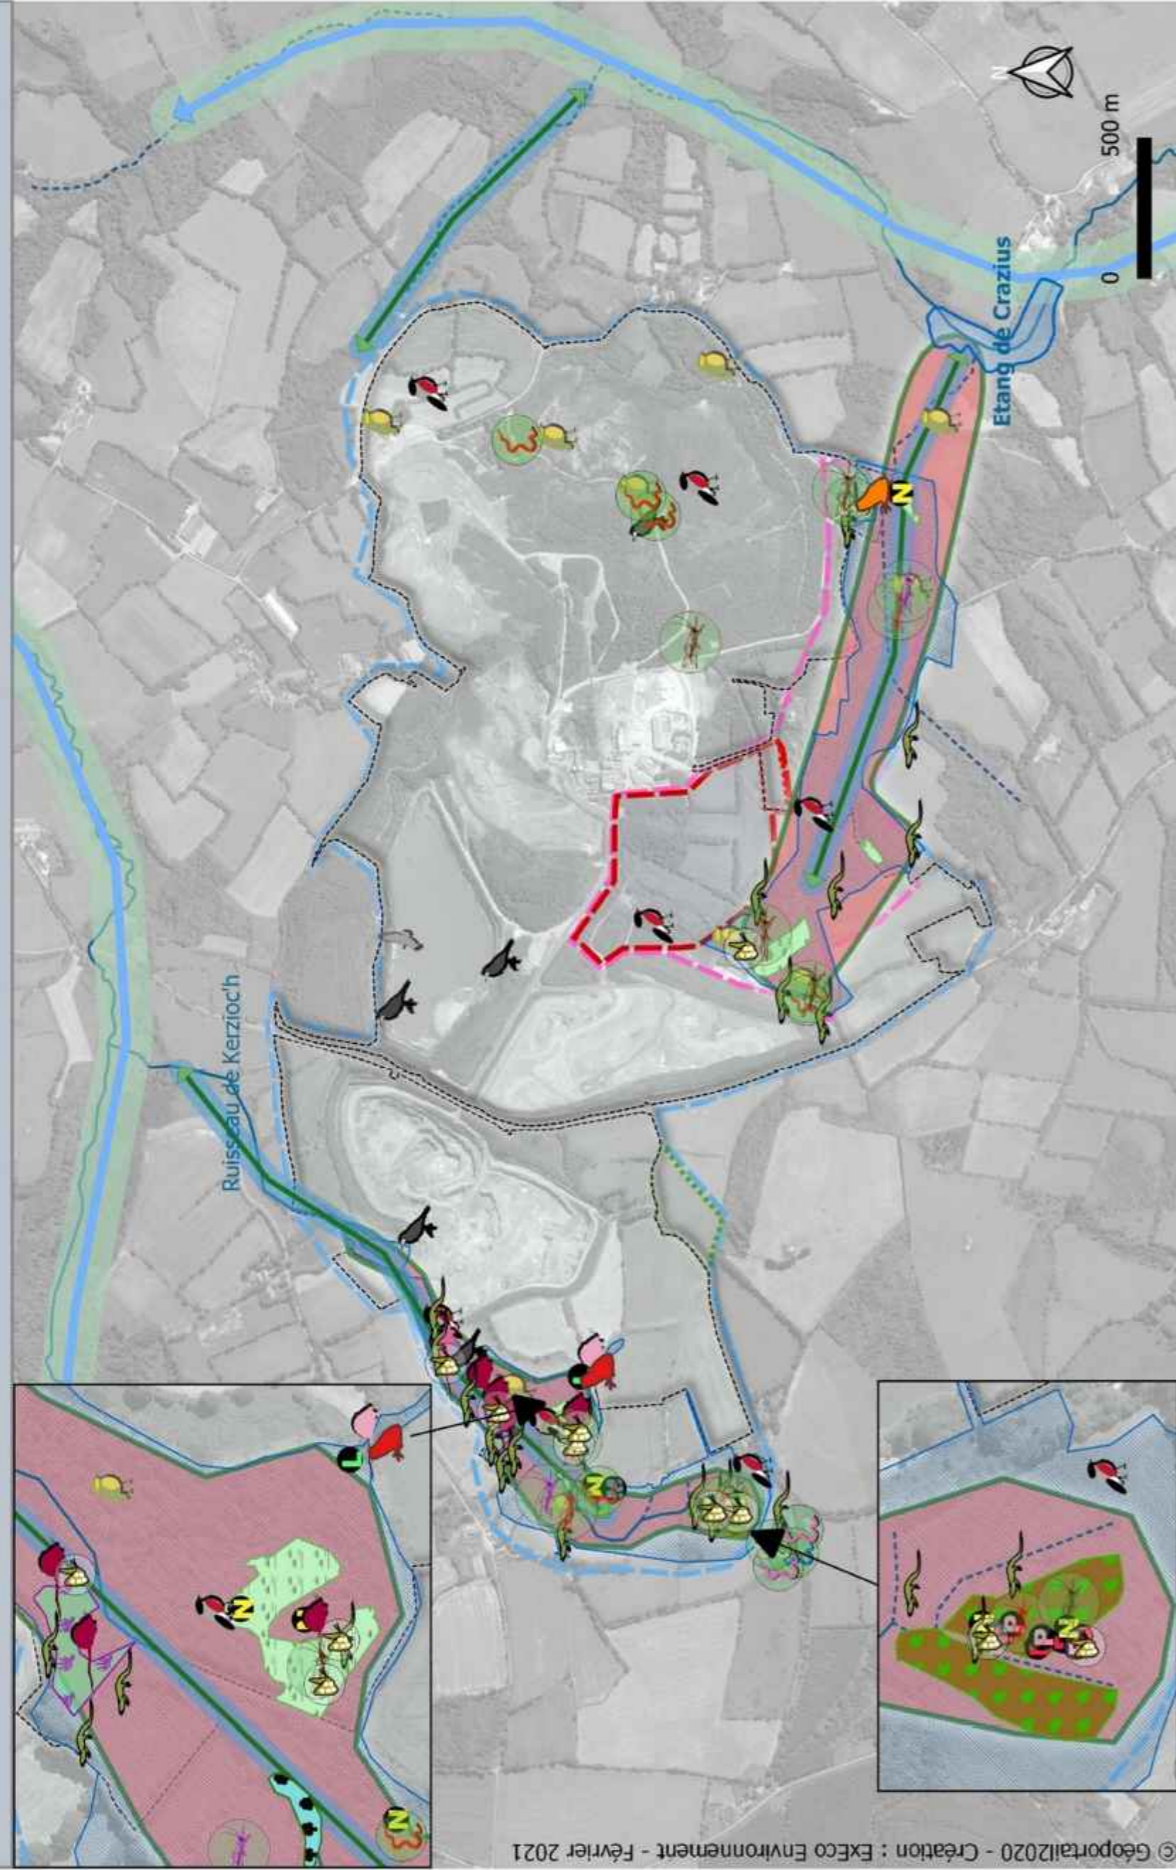 Ruisseau de Kerzioc'h
Etang de Crazius
N
0
500 m
N
N
N
L
N
N
N
P
P
N
© Géoportail2020 - Création : ExEco Environnement - Février 2021